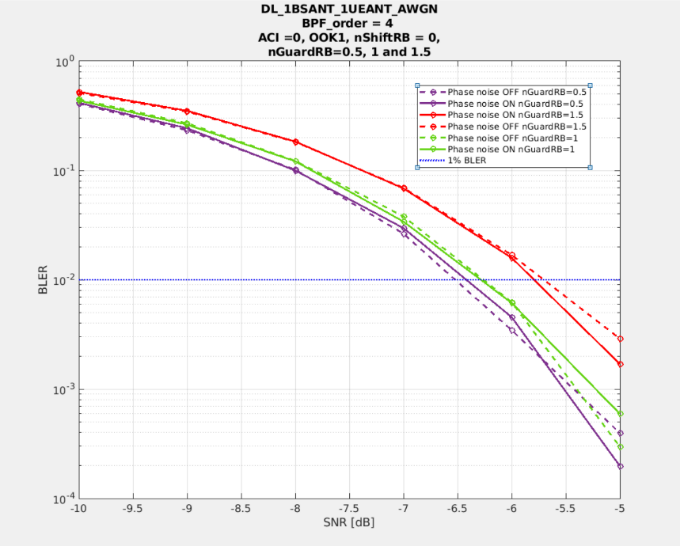 DL_1BSANT_1UEANT_AWGN
BPF_order = 4
ACI =0, OOK1, nShiftRB = 0,
nGuardRB=0.5, 1 and 1.5
10^0
10^-1
10^-2
10^-3
10^-4
BLER
Phase noise OFF nGuardRB=0.5
Phase noise ON nGuardRB=0.5
Phase noise ON nGuardRB=1.5
Phase noise OFF nGuardRB=1.5
Phase noise OFF nGuardRB=1
Phase noise ON nGuardRB=1
1% BLER
-10 -9.5 -9 -8.5 -8 -7.5 -7 -6.5 -6 -5.5 -5
SNR [dB]